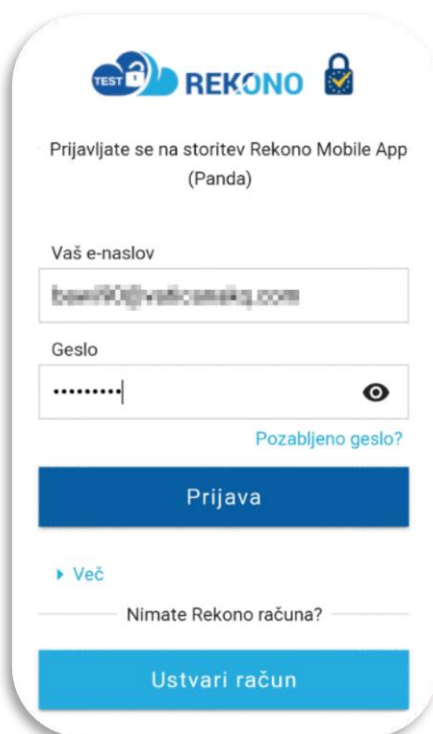 TEST REKONO
Prijavljate se na storitev Rekono Mobile App
(Panda)
Vaš e-naslov
Geslo
•••••••••
Pozabljeno geslo?
Prijava
Več
Nimate Rekono računa?
Ustvari račun